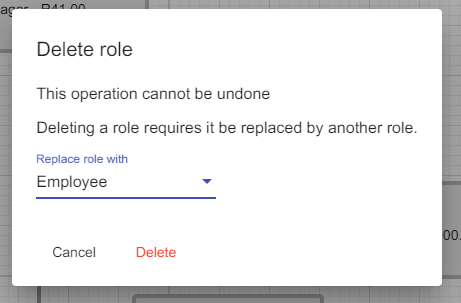 Delete role
This operation cannot be undone
Deleting a role requires it be replaced by another role.
Replace role with
Employee
00.
Cancel Delete